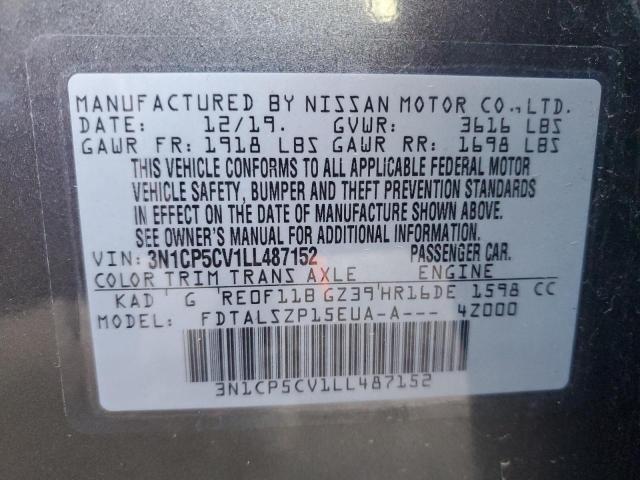 MANUFACTURED BY NISSAN MOTOR CO.,LTD.
DATE: 12/19. GVWR: 3616 LBS
GAWR FR: 1918 LBS GAWR RR: 1698 LBS
THIS VEHICLE CONFORMS TO ALL APPLICABLE FEDERAL MOTOR
VEHICLE SAFETY, BUMPER AND THEFT PREVENTION STANDARDS
IN EFFECT ON THE DATE OF MANUFACTURE SHOWN ABOVE.
SEE OWNER'S MANUAL FOR ADDITIONAL INFORMATION.
VIN: 3N1CP5CV1LL487152 PASSENGER CAR.
COLOR TRIM TRANS AXLE ENGINE
KAD G 'RE0F11B GZ39'HR16DE 1598 CC
MODEL: FDTALSZP15EUA-A--- 4Z000
3N1CP5CV1LL487152